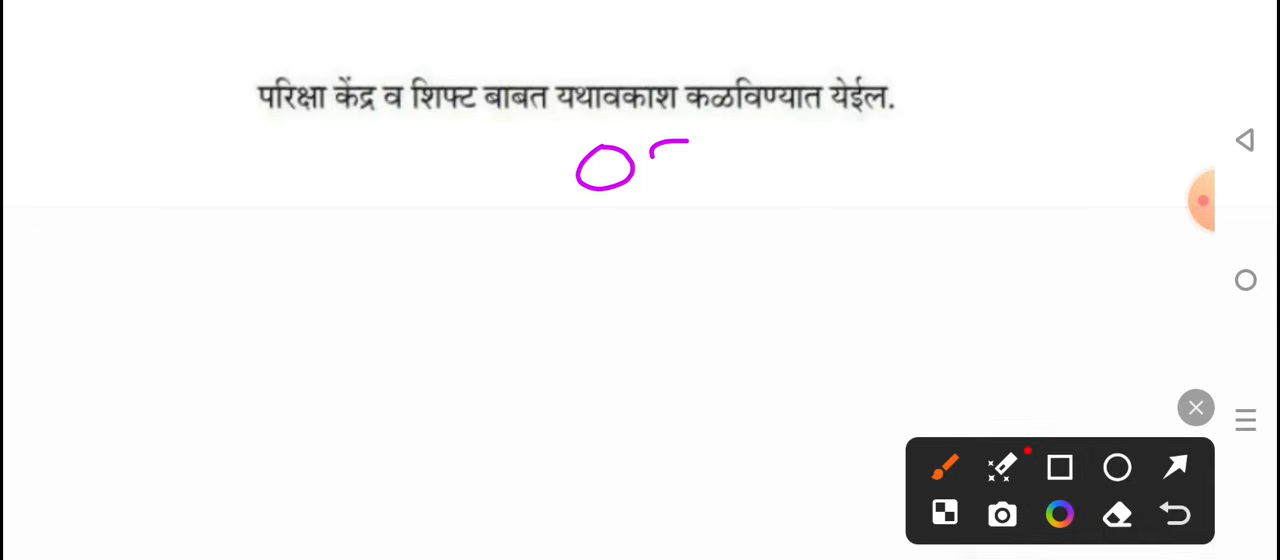 परिक्षा केंद्र व शिफ्ट बाबत यथावकाश कळविण्यात येईल.